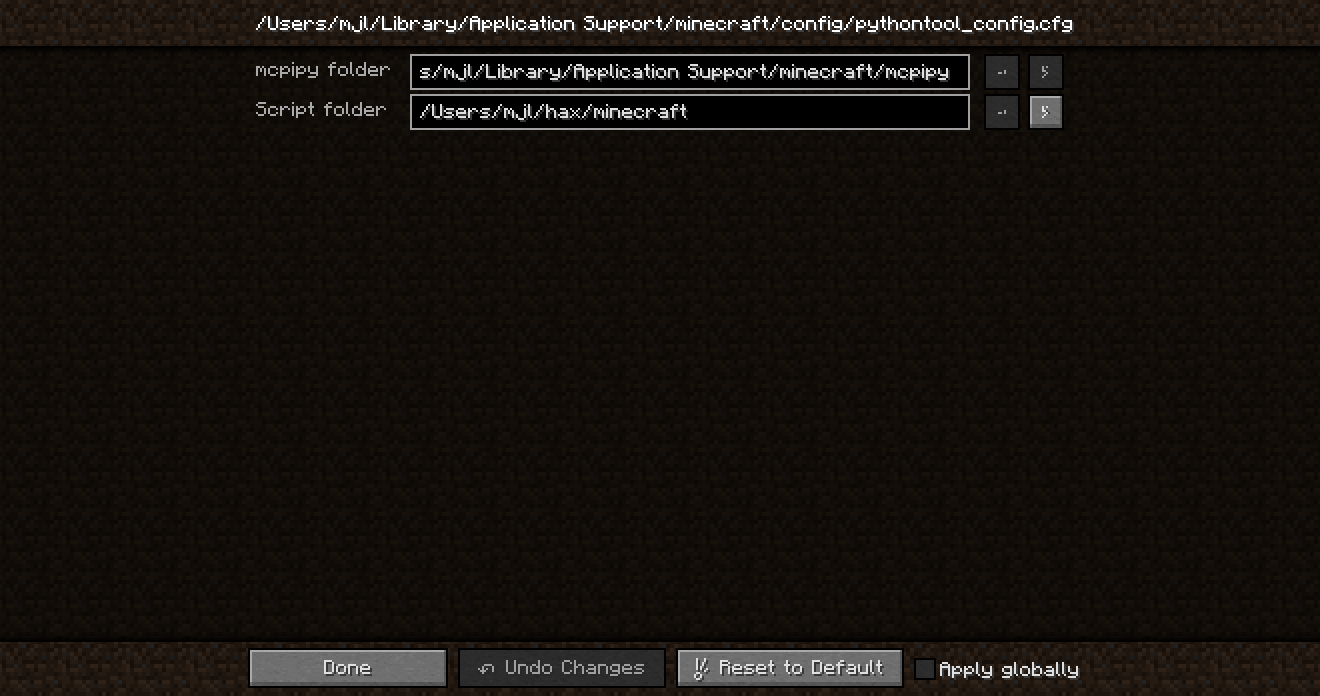 /Users/mjl/Library/Application Support/minecraft/config/pythontool_config.cfg
mcpipy folder s/mjl/Library/Application Support/minecraft/mcpipy
Script folder /Users/mjl/hax/minecraft
Done Undo Changes Reset to Default Apply globally